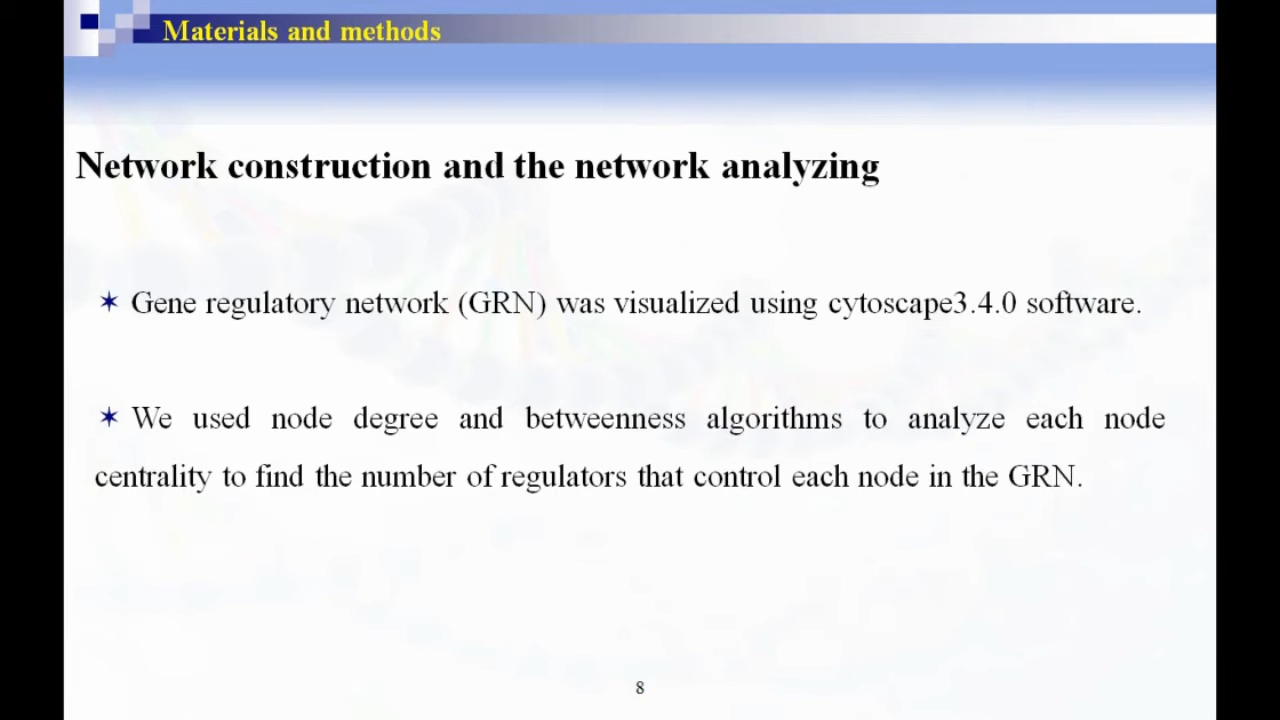 Materials and methods
Network construction and the network analyzing
✶ Gene regulatory network (GRN) was visualized using cytoscape3.4.0 software.
✶ We used node degree and betweenness algorithms to analyze each node
centrality to find the number of regulators that control each node in the GRN.
8